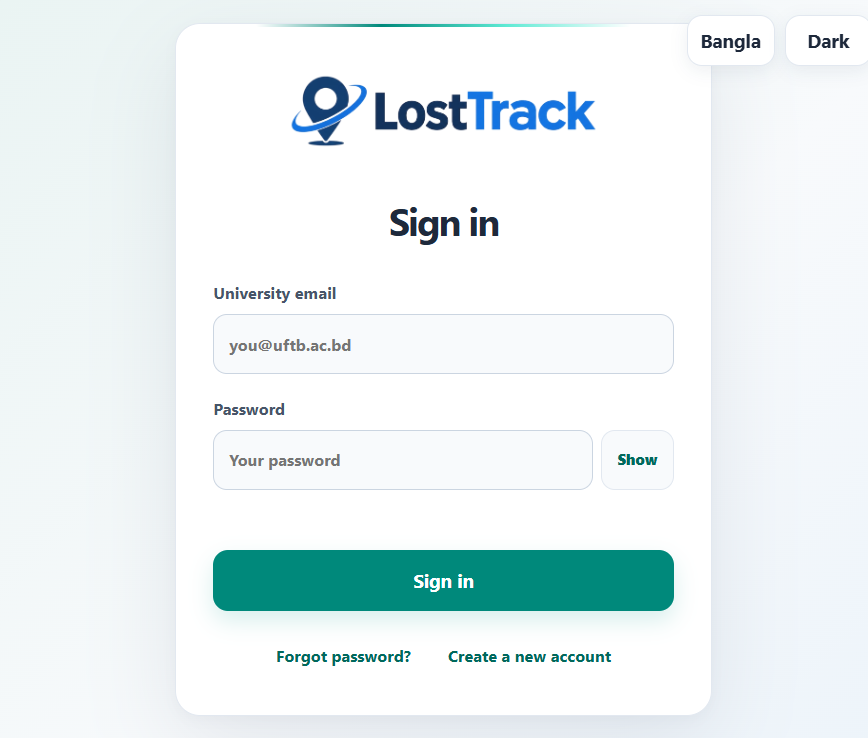 Bangla
Dark
LostTrack
Sign in
University email
you@uftb.ac.bd
Password
Your password
Show
Sign in
Forgot password?
Create a new account